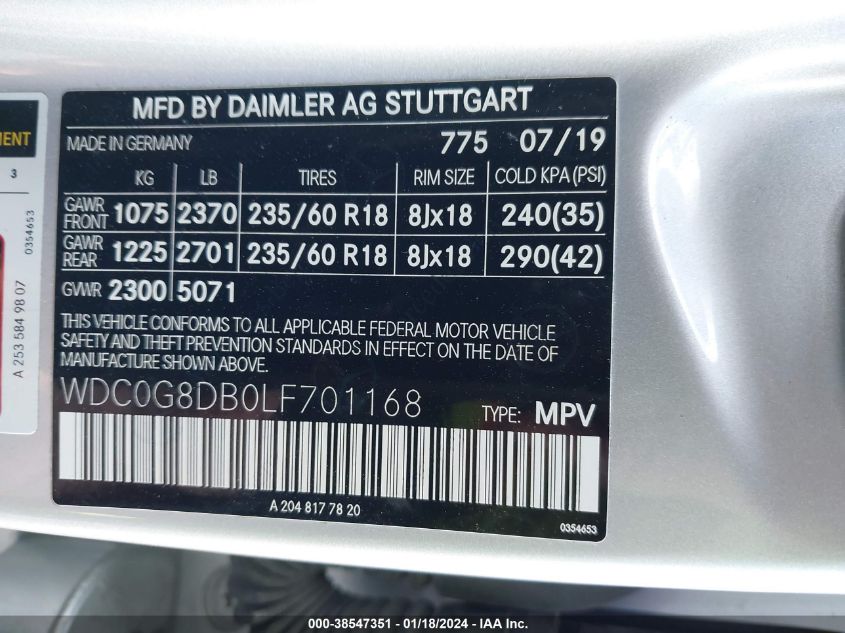 MENT
3
0354653
A 253 584 98 07
MFD BY DAIMLER AG STUTTGART
MADE IN GERMANY 775 07/19
KG LB TIRES RIM SIZE COLD KPA (PSI)
GAWR FRONT 1075 2370 235/60 R18 8Jx18 240(35)
GAWR REAR 1225 2701 235/60 R18 8Jx18 290(42)
GVWR 2300 5071
THIS VEHICLE CONFORMS TO ALL APPLICABLE FEDERAL MOTOR VEHICLE
SAFETY AND THEFT PREVENTION STANDARDS IN EFFECT ON THE DATE OF
MANUFACTURE SHOWN ABOVE.
WDC0G8DB0LF701168 TYPE: MPV
A 204 817 78 20
0354653
000-38547351 - 01/18/2024 - IAA Inc.